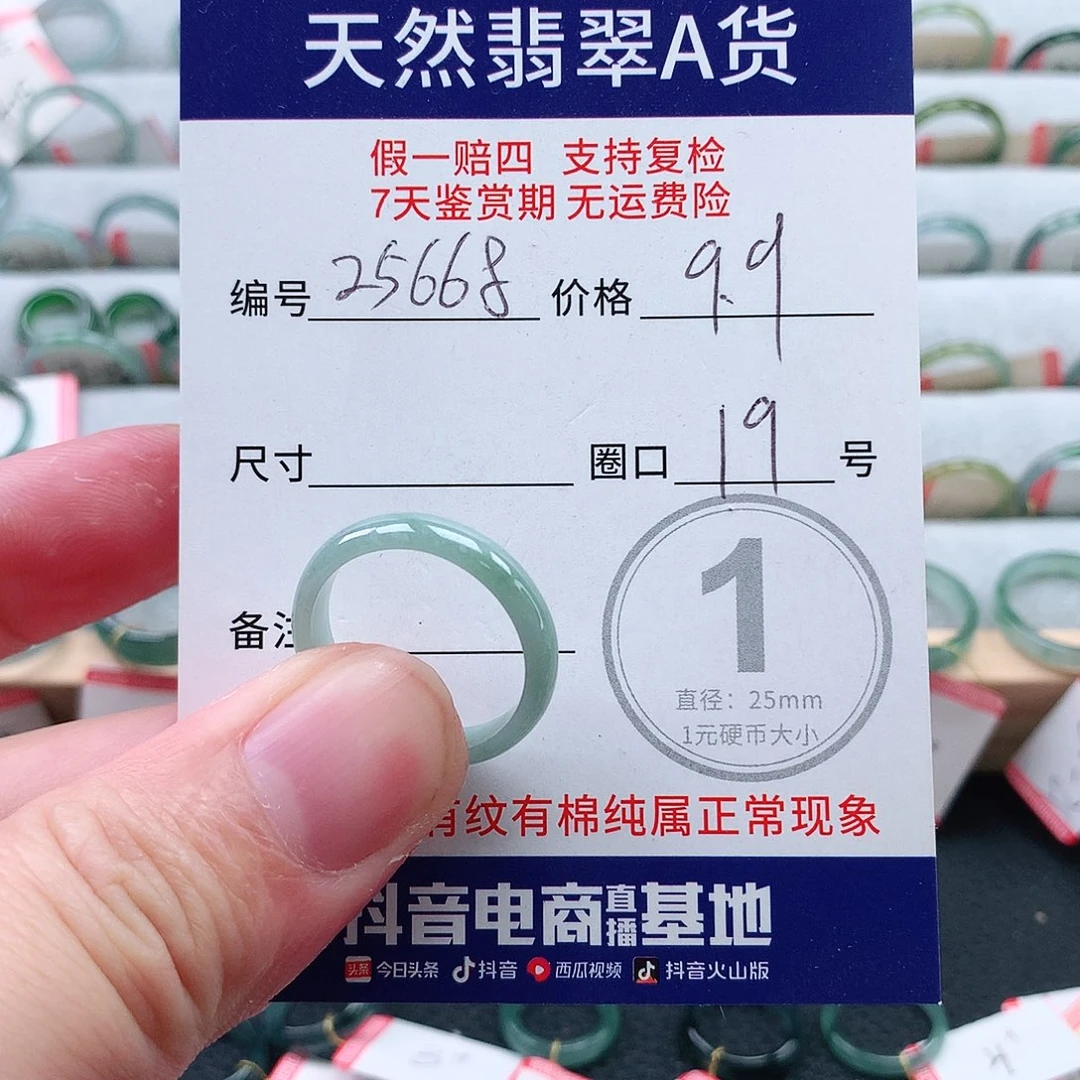 天然翡翠A货
假一赔四 支持复检
7天鉴赏期 无运费险
编号 25668 价格 9.9
尺寸 圈口 19 号
备注
1
直径：25mm
1元硬币大小
有纹有棉纯属正常现象
抖音电商直播基地
头条 今日头条 抖音 西瓜视频 抖音火山版